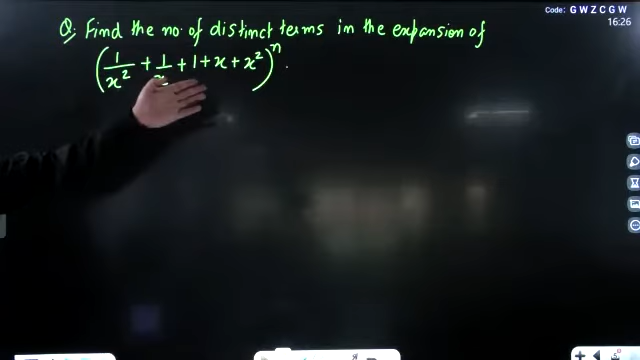 Code: G W Z C G W
16:26
Q. Find the no. of distinct terms in the expansion of
(1/x² + 1/x + 1 + x + x²)ⁿ.